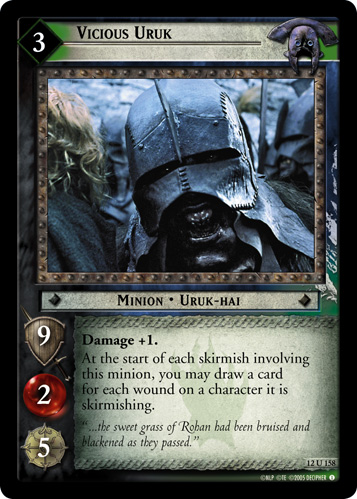 3
Vicious Uruk
Minion • Uruk-hai
9
Damage +1.
At the start of each skirmish involving
this minion, you may draw a card
for each wound on a character it is
skirmishing.
2
“...the sweet grass of Rohan had been bruised and
blackened as they passed.”
5
12 U 158
©NLP ©TE ©2005 DECIPHER